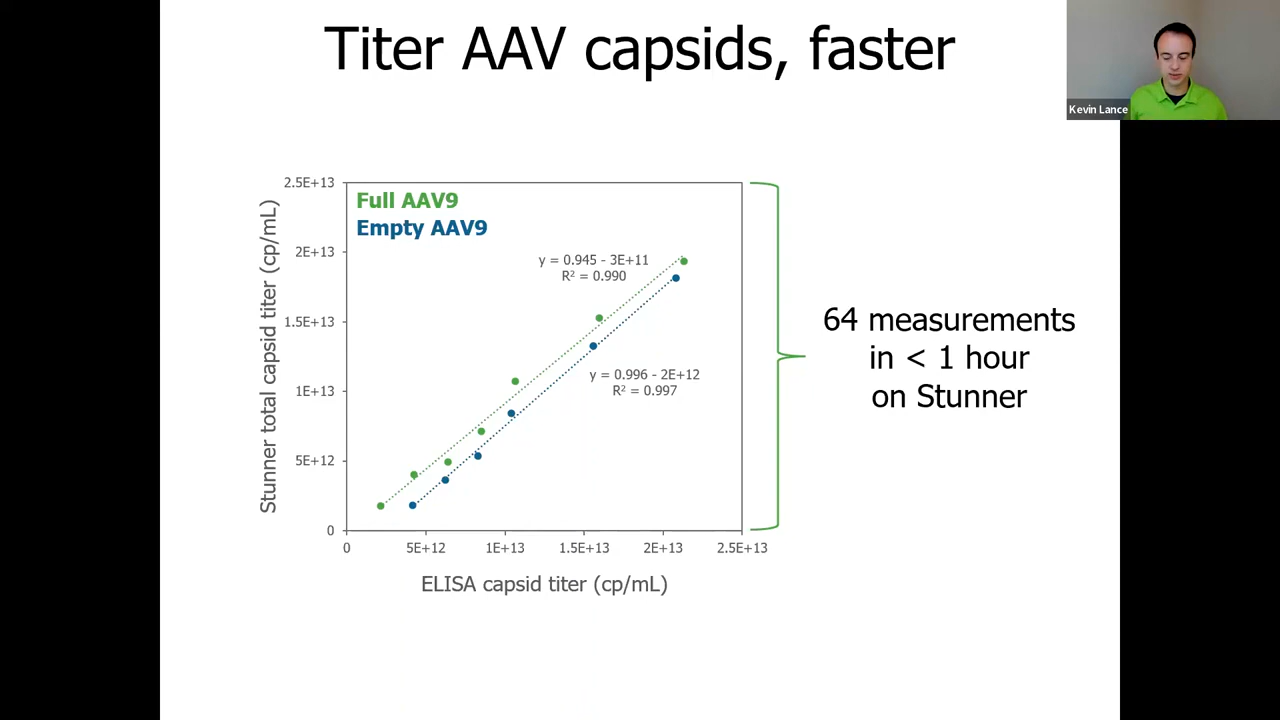 Titer AAV capsids, faster
Kevin Lance
Stunner total capsid titer (cp/mL)
2.5E+13
2E+13
1.5E+13
1E+13
5E+12
0
Full AAV9
Empty AAV9
y = 0.945 - 3E+11
R² = 0.990
y = 0.996 - 2E+12
R² = 0.997
0 5E+12 1E+13 1.5E+13 2E+13 2.5E+13
ELISA capsid titer (cp/mL)
64 measurements
in < 1 hour
on Stunner